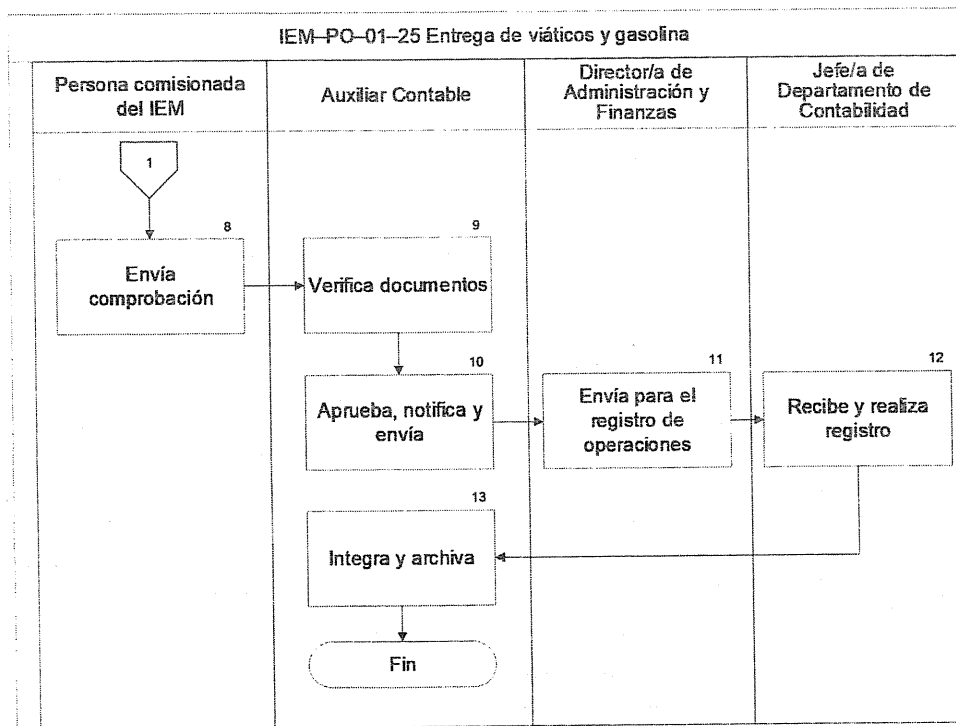 IEM–PO–01–25 Entrega de viáticos y gasolina
Persona comisionada
del IEM
Auxiliar Contable
Director/a de
Administración y
Finanzas
Jefe/a de
Departamento de
Contabilidad
1
8
Envía
comprobación
9
Verifica documentos
10
Aprueba, notifica y
envía
11
Envía para el
registro de
operaciones
12
Recibe y realiza
registro
13
Integra y archiva
Fin